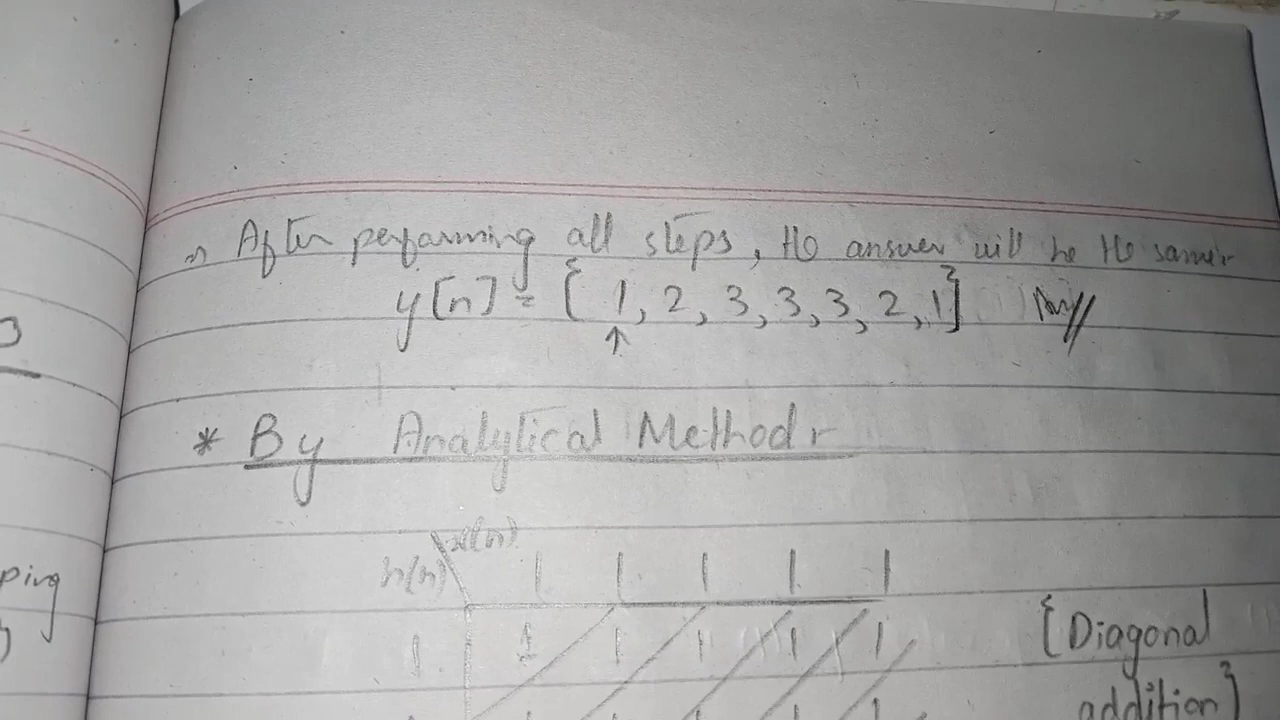 After performing all steps, the answer will be the same:-
y[n] = { 1, 2, 3, 3, 3, 2, 1 }
↑
* By Analytical Method :-
x(n)
h(n) 1 1 1 1 1
1 1 1 1 1 1
{Diagonal
addition}
ping